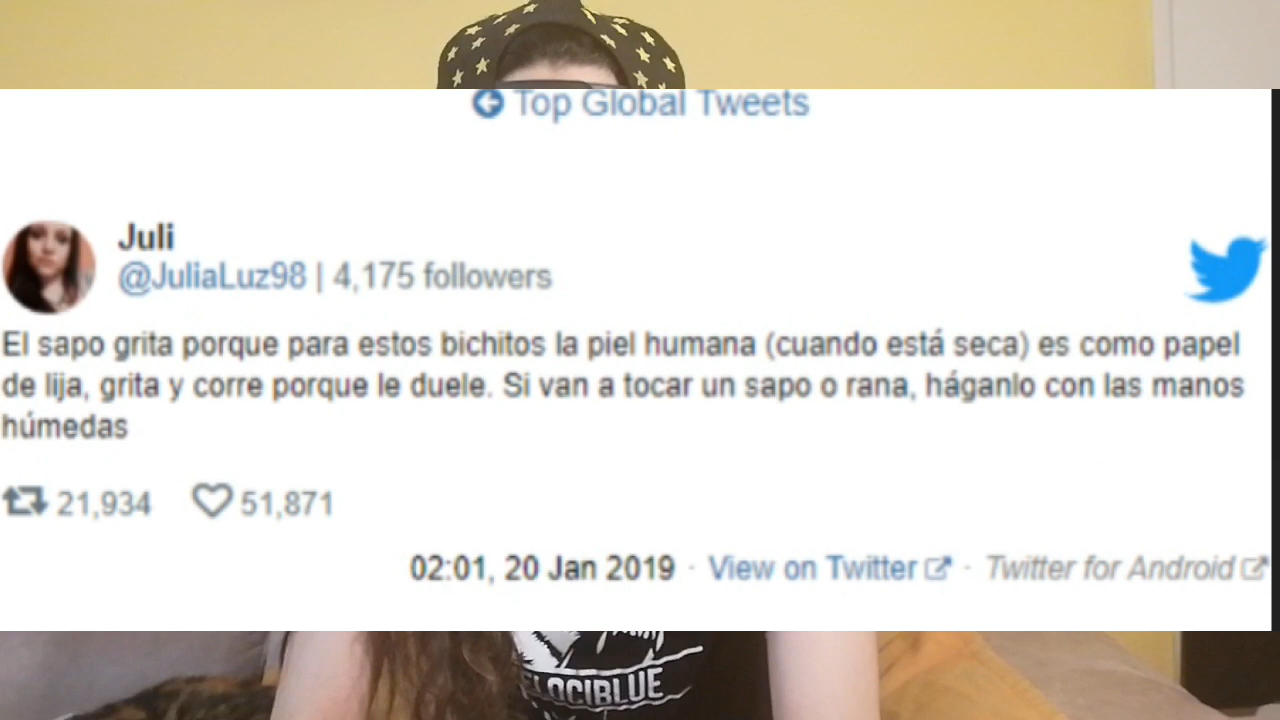 Top Global Tweets
Juli
@JuliaLuz98 | 4,175 followers
El sapo grita porque para estos bichitos la piel humana (cuando está seca) es como papel
de lija, grita y corre porque le duele. Si van a tocar un sapo o rana, háganlo con las manos
húmedas
21,934 51,871
02:01, 20 Jan 2019 · View on Twitter · Twitter for Android